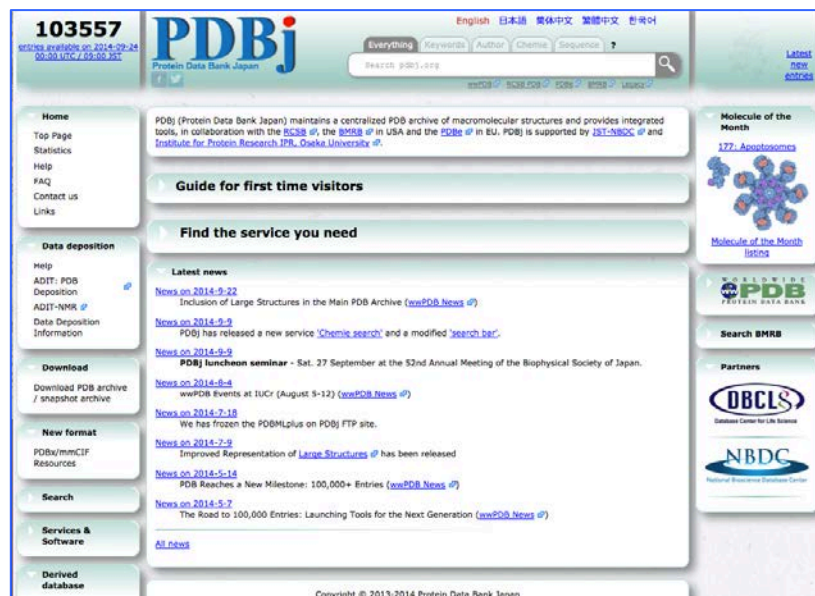 103557
entries available on 2014-09-24
00:00 UTC / 09:00 JST
PDBj
Protein Data Bank Japan
English 日本語 简体中文 繁體中文 한국어
Everything Keywords Author Chemie Sequence ?
Search pdbj.org
wwPDB RCSB PDB PDBe BMRB Legacy
Latest
new
entries
Home
Top Page
Statistics
Help
FAQ
Contact us
Links
Data deposition
Help
ADIT: PDB
Deposition
ADIT-NMR
Data Deposition
Information
Download
Download PDB archive
/ snapshot archive
New format
PDBx/mmCIF
Resources
Search
Services &
Software
Derived
database
PDBj (Protein Data Bank Japan) maintains a centralized PDB archive of macromolecular structures and provides integrated
tools, in collaboration with the RCSB, the BMRB in USA and the PDBe in EU. PDBj is supported by JST-NBDC and
Institute for Protein Research IPR, Osaka University.
Guide for first time visitors
Find the service you need
Latest news
News on 2014-9-22
Inclusion of Large Structures in the Main PDB Archive (wwPDB News)
News on 2014-9-9
PDBj has released a new service 'Chemie search' and a modified 'search bar'.
News on 2014-9-9
PDBj luncheon seminar - Sat. 27 September at the 52nd Annual Meeting of the Biophysical Society of Japan.
News on 2014-8-4
wwPDB Events at IUCr (August 5-12) (wwPDB News)
News on 2014-7-18
We has frozen the PDBMLplus on PDBj FTP site.
News on 2014-7-9
Improved Representation of Large Structures has been released
News on 2014-5-14
PDB Reaches a New Milestone: 100,000+ Entries (wwPDB News)
News on 2014-5-7
The Road to 100,000 Entries: Launching Tools for the Next Generation (wwPDB News)
All news
Copyright © 2013-2014 Protein Data Bank Japan
Molecule of the
Month
177: Apoptosomes
Molecule of the Month
listing
WORLDWIDE
PDB
PROTEIN DATA BANK
Search BMRB
Partners
DBCLS
Database Center for Life Science
NBDC
National Bioscience Database Center